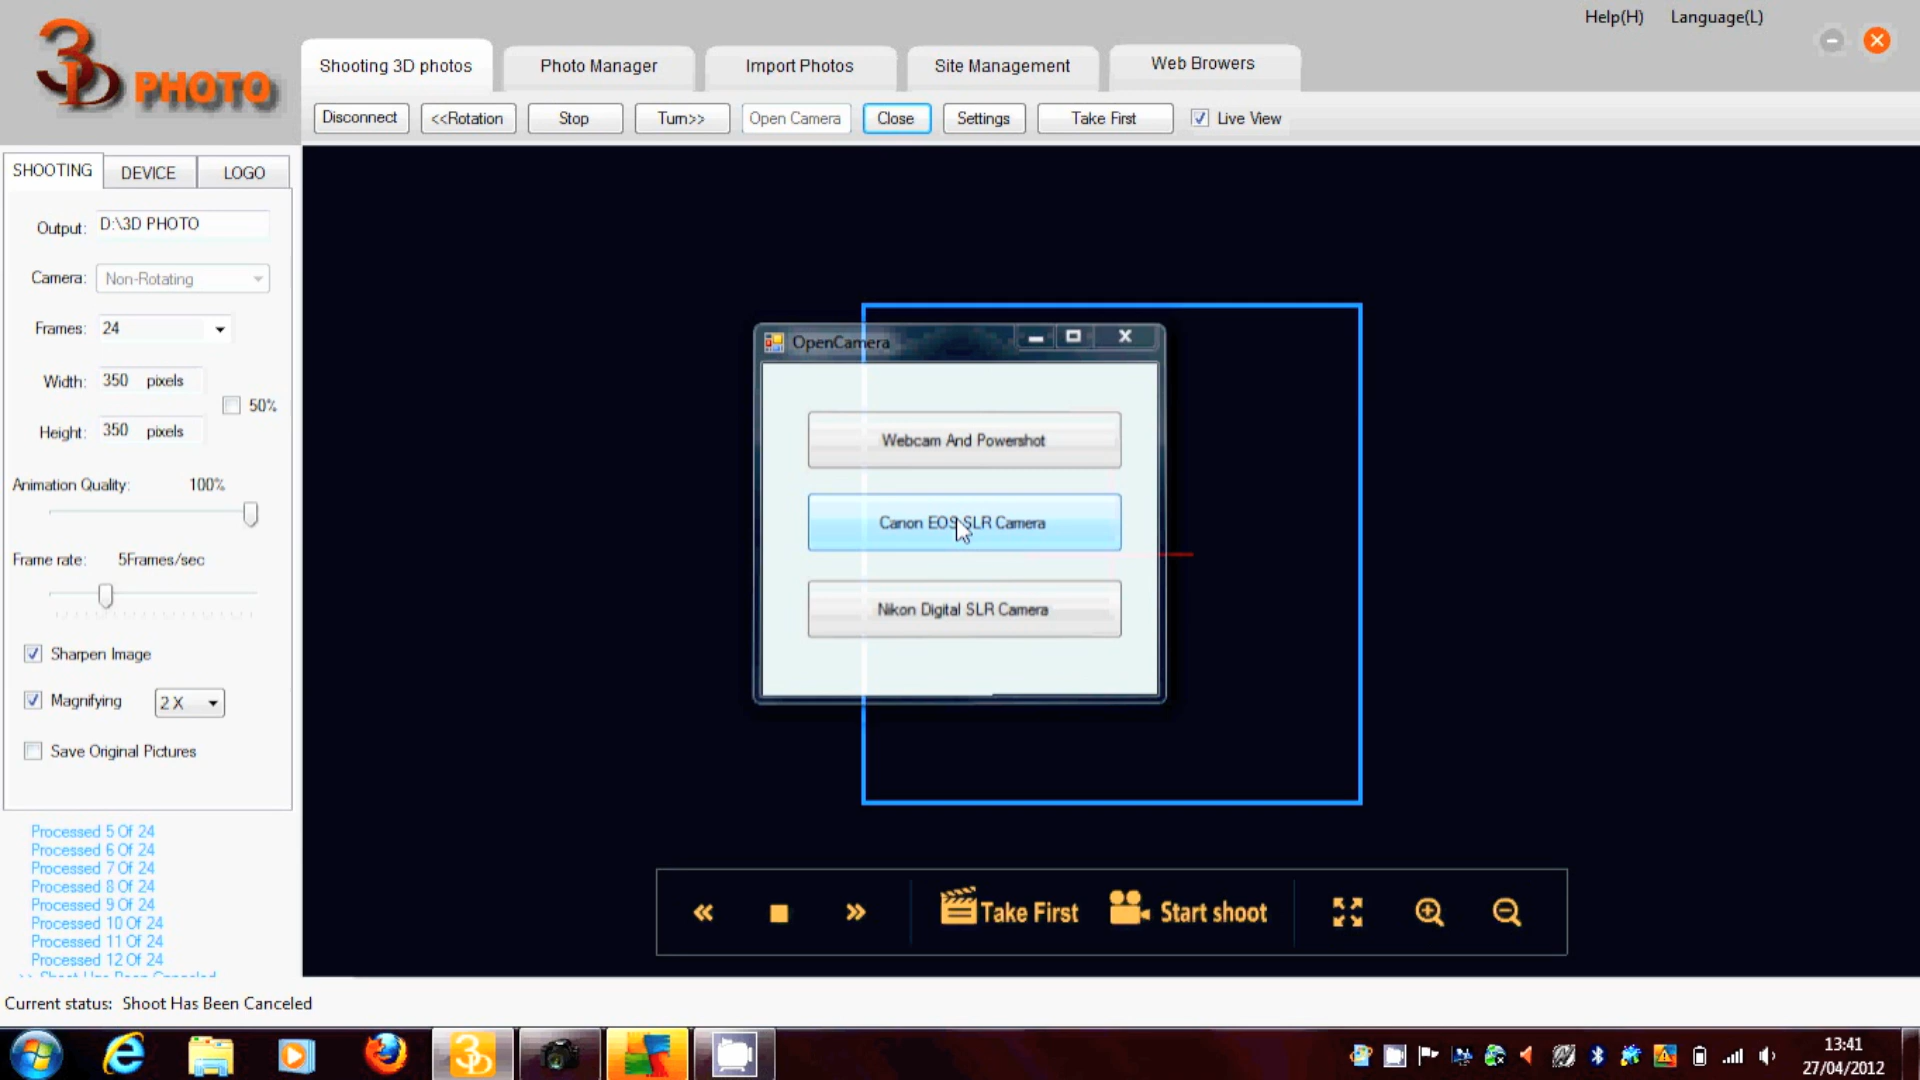 Help(H) Language(L)
3D PHOTO
Shooting 3D photos Photo Manager Import Photos Site Management Web Browers
Disconnect <<Rotation Stop Turn>> Open Camera Close Settings Take First Live View
SHOOTING DEVICE LOGO
Output: D:\3D PHOTO
Camera: Non-Rotating
Frames: 24
Width: 350 pixels
50%
Height: 350 pixels
Animation Quality: 100%
Frame rate: 5Frames/sec
Sharpen Image
Magnifying 2 X
Save Original Pictures
OpenCamera
Webcam And Powershot
Canon EOS SLR Camera
Nikon Digital SLR Camera
Processed 5 Of 24
Processed 6 Of 24
Processed 7 Of 24
Processed 8 Of 24
Processed 9 Of 24
Processed 10 Of 24
Processed 11 Of 24
Processed 12 Of 24
>> Shoot Has Been Canceled
Take First Start shoot
Current status: Shoot Has Been Canceled
3D
13:41
27/04/2012